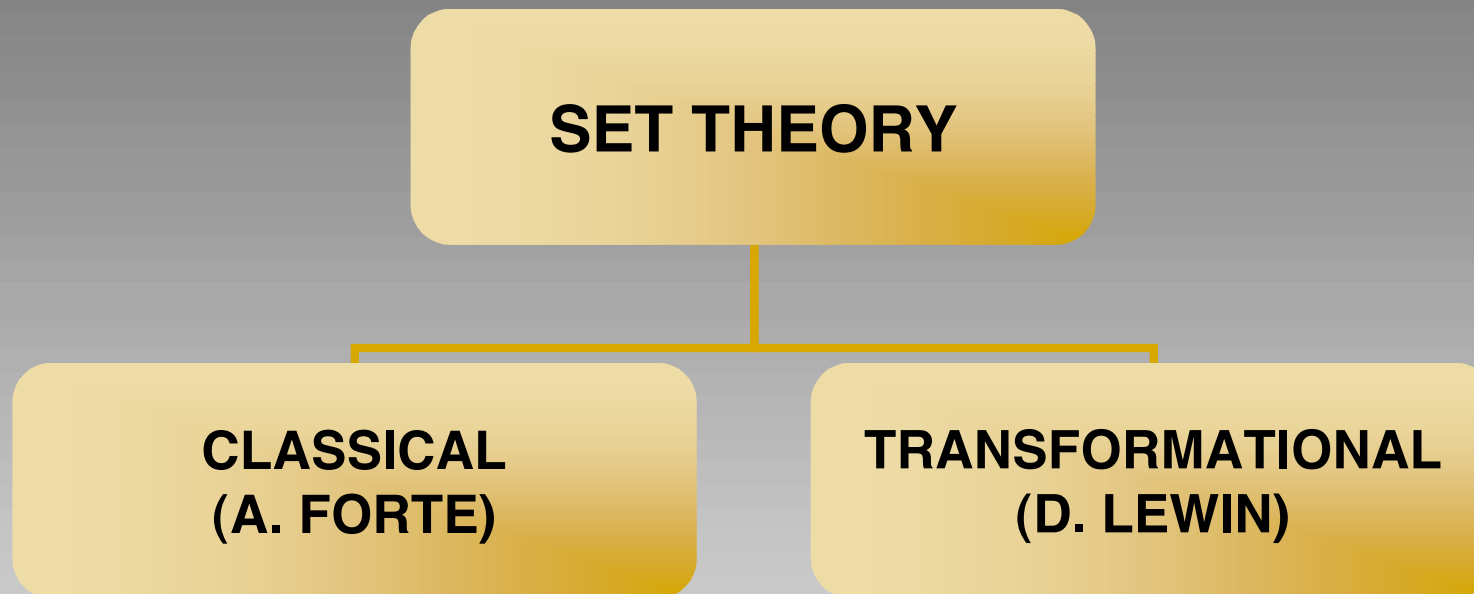 SET THEORY
CLASSICAL
(A. FORTE)
TRANSFORMATIONAL
(D. LEWIN)